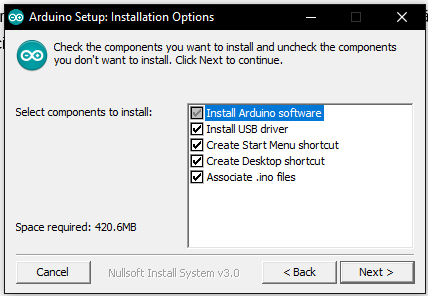 Arduino Setup: Installation Options
Check the components you want to install and uncheck the components
you don't want to install. Click Next to continue.
Select components to install:
Install Arduino software
Install USB driver
Create Start Menu shortcut
Create Desktop shortcut
Associate .ino files
Space required: 420.6MB
Cancel
Nullsoft Install System v3.0
< Back
Next >